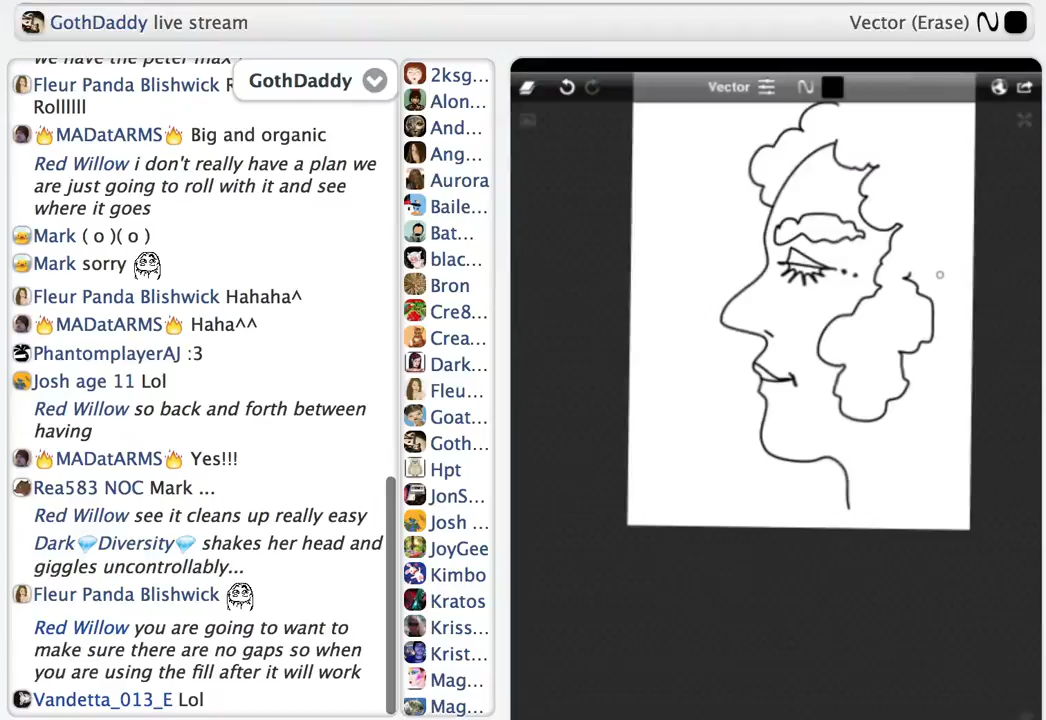 GothDaddy live stream
Vector (Erase)
we have the peter max
Fleur Panda Blishwick
Rollllll
GothDaddy
MADatARMS Big and organic
Red Willow i don't really have a plan we
are just going to roll with it and see
where it goes
Mark ( o )( o )
Mark sorry
Fleur Panda Blishwick Hahaha^
MADatARMS Haha^^
PhantomplayerAJ :3
Josh age 11 Lol
Red Willow so back and forth between
having
MADatARMS Yes!!!
Rea583 NOC Mark ...
Red Willow see it cleans up really easy
Dark💎Diversity💎 shakes her head and
giggles uncontrollably...
Fleur Panda Blishwick
Red Willow you are going to want to
make sure there are no gaps so when
you are using the fill after it will work
Vandetta_013_E Lol
2ksg...
Alon...
And...
Ang...
Aurora
Baile...
Bat...
blac...
Bron
Cre8...
Crea...
Dark...
Fleu...
Goat...
Goth...
Hpt
JonS...
Josh ...
JoyGee
Kimbo
Kratos
Kriss...
Krist...
Mag...
Mag...
Vector